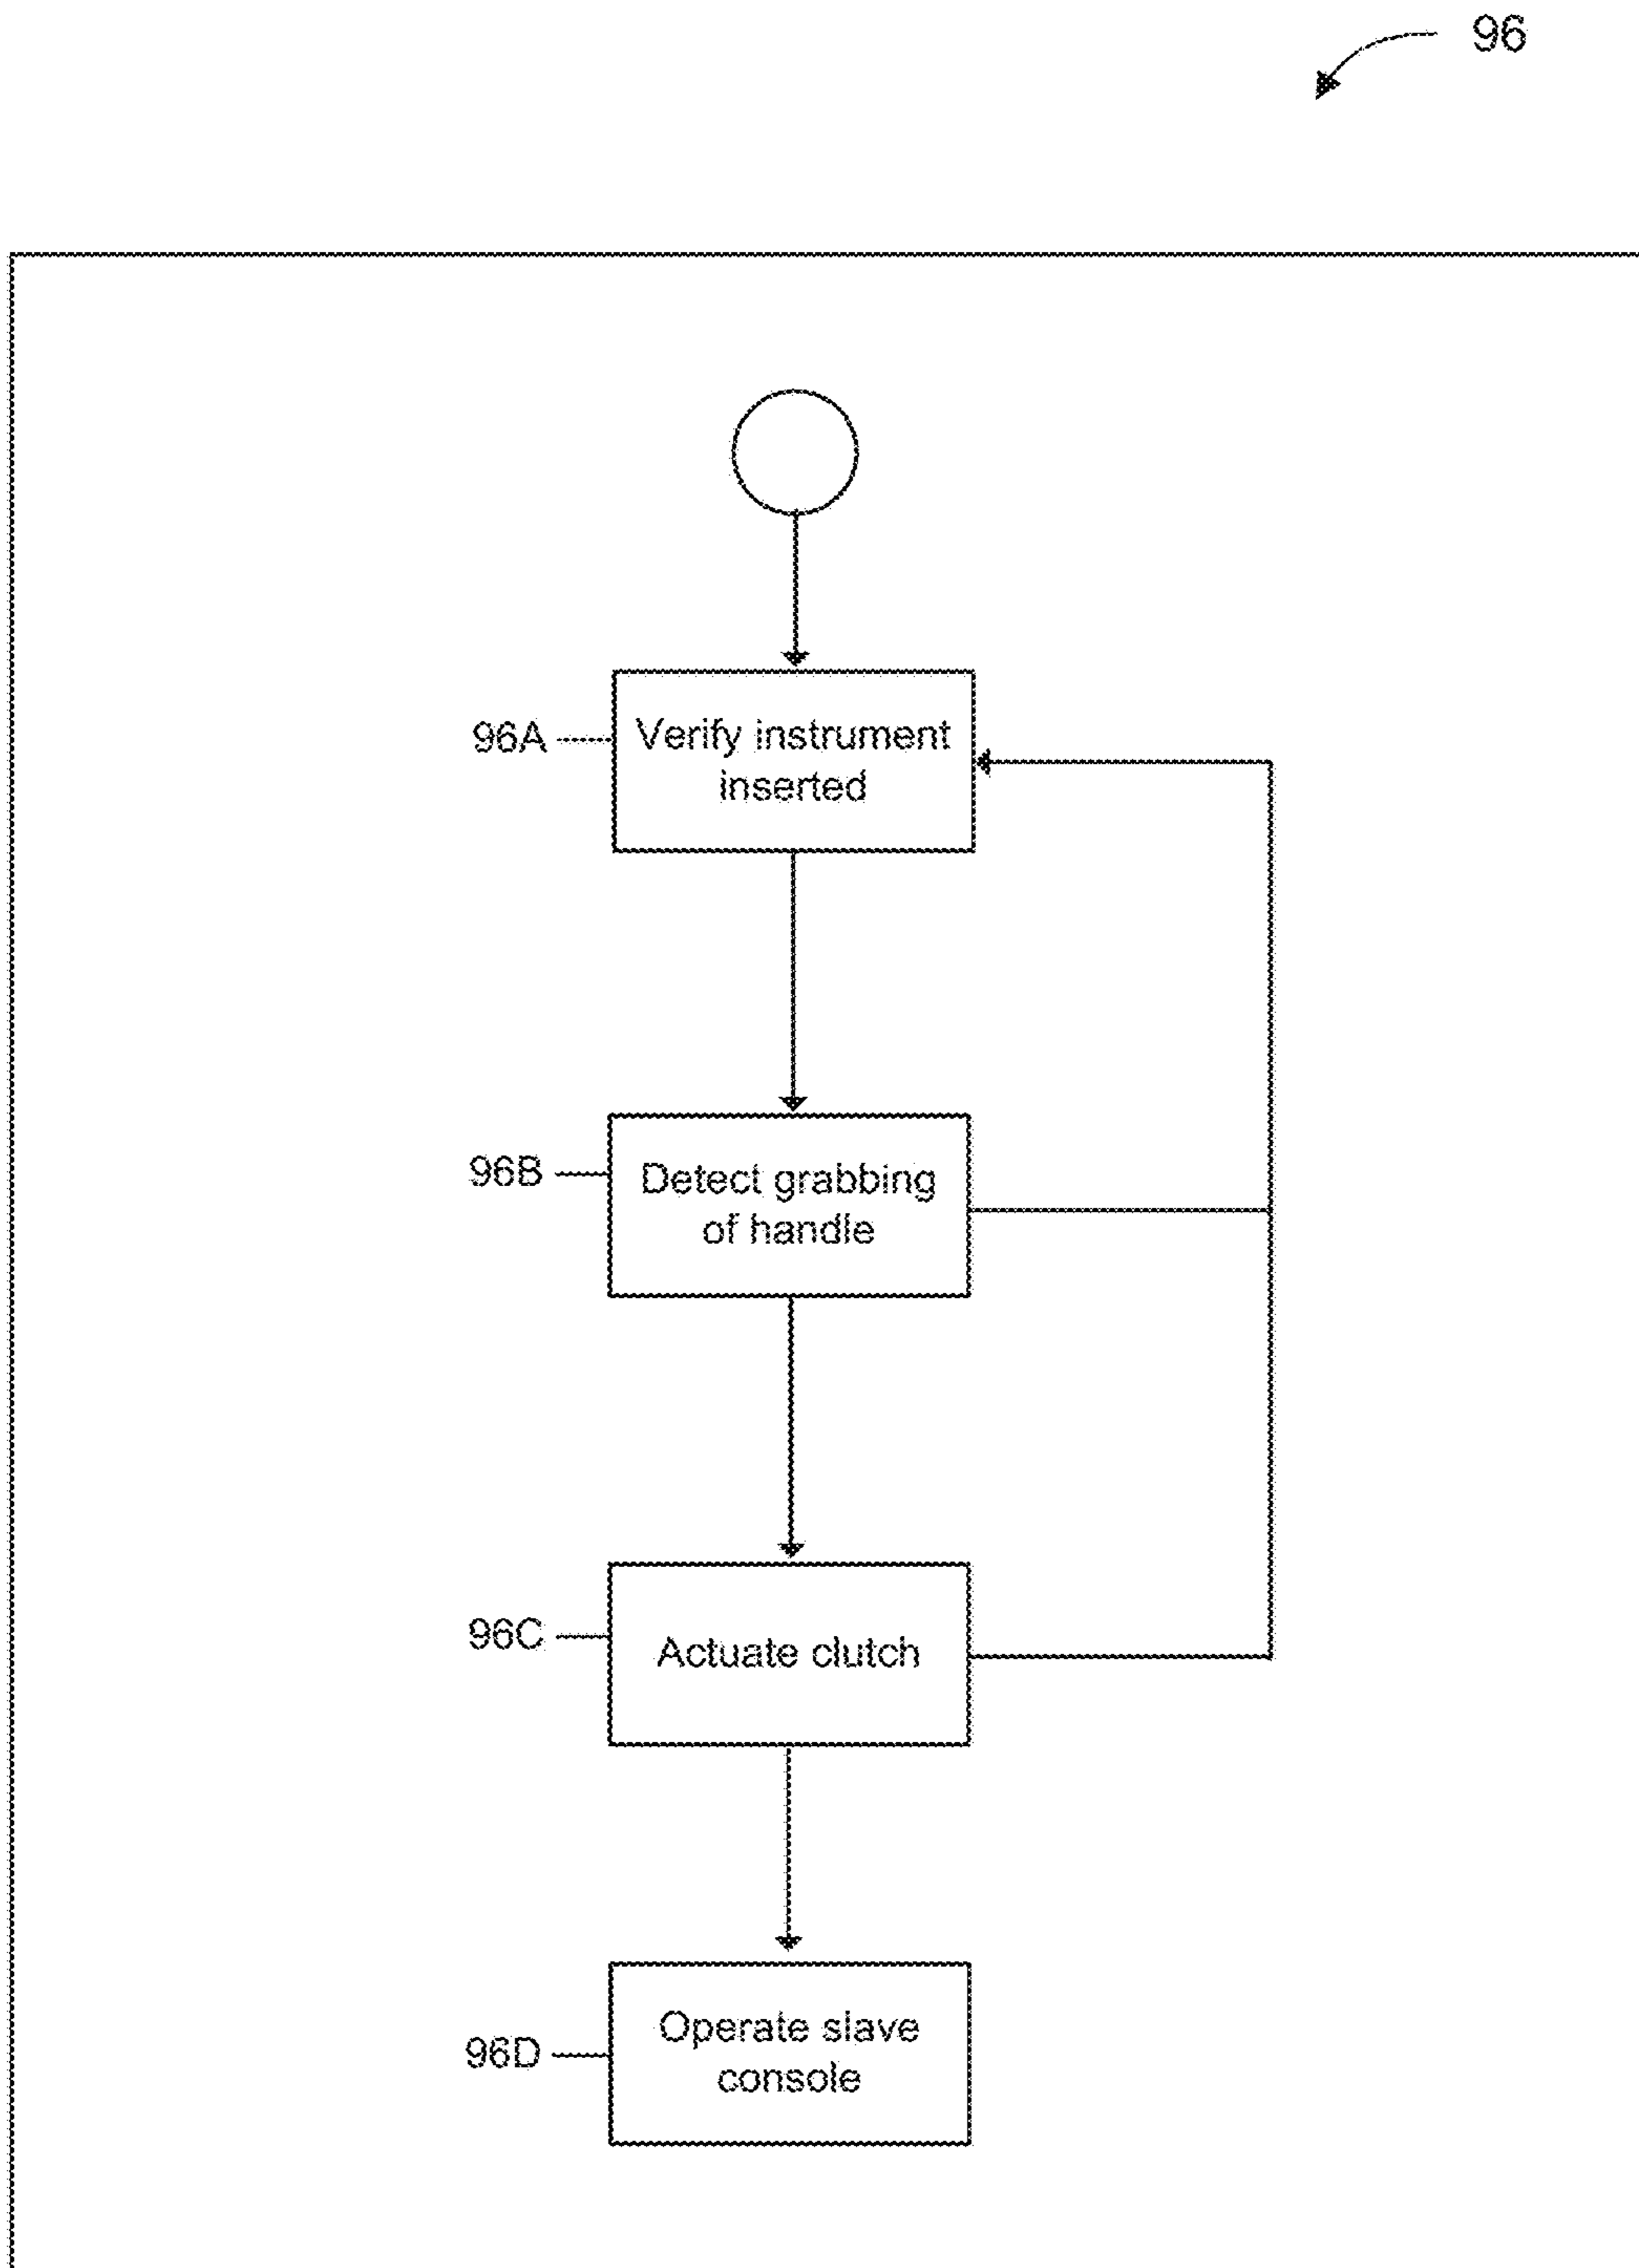 96
96A
Verify instrument
inserted
96B
Detect grabbing
of handle
96C
Actuate clutch
96D
Operate slave
console